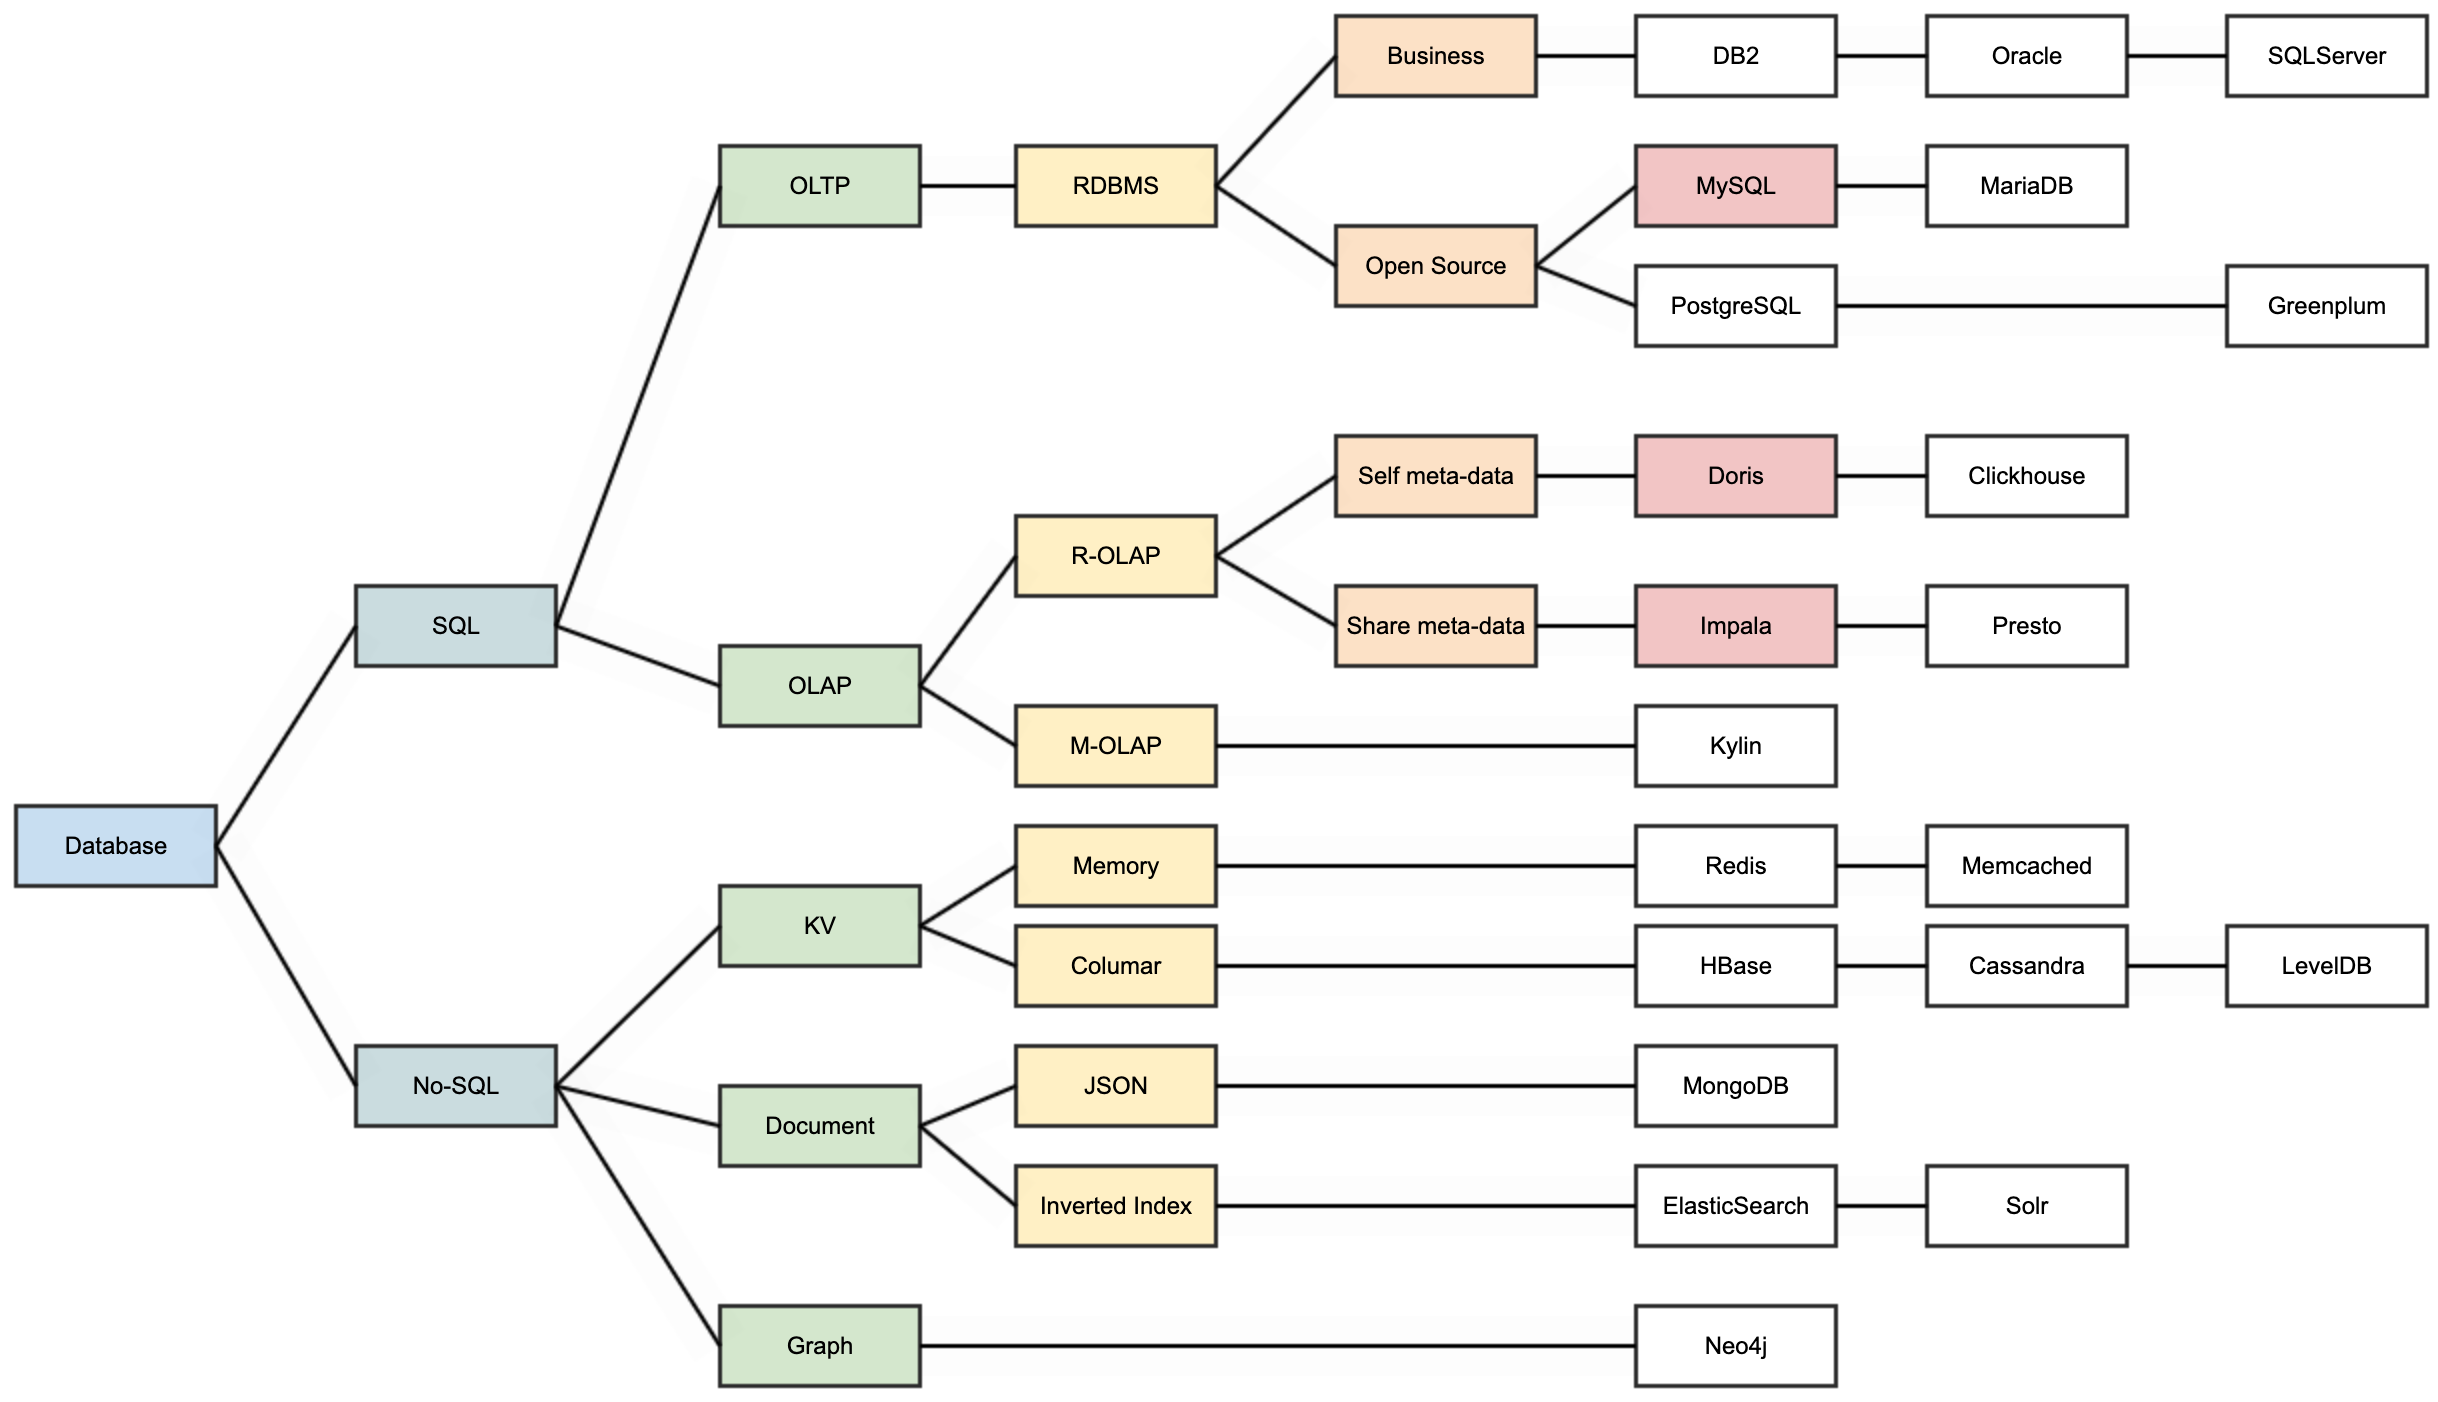 Business
DB2
Oracle
SQLServer
OLTP
RDBMS
MySQL
MariaDB
Open Source
PostgreSQL
Greenplum
Self meta-data
Doris
Clickhouse
R-OLAP
SQL
Share meta-data
Impala
Presto
OLAP
M-OLAP
Kylin
Database
Memory
Redis
Memcached
KV
Columar
HBase
Cassandra
LevelDB
No-SQL
JSON
MongoDB
Document
Inverted Index
ElasticSearch
Solr
Graph
Neo4j